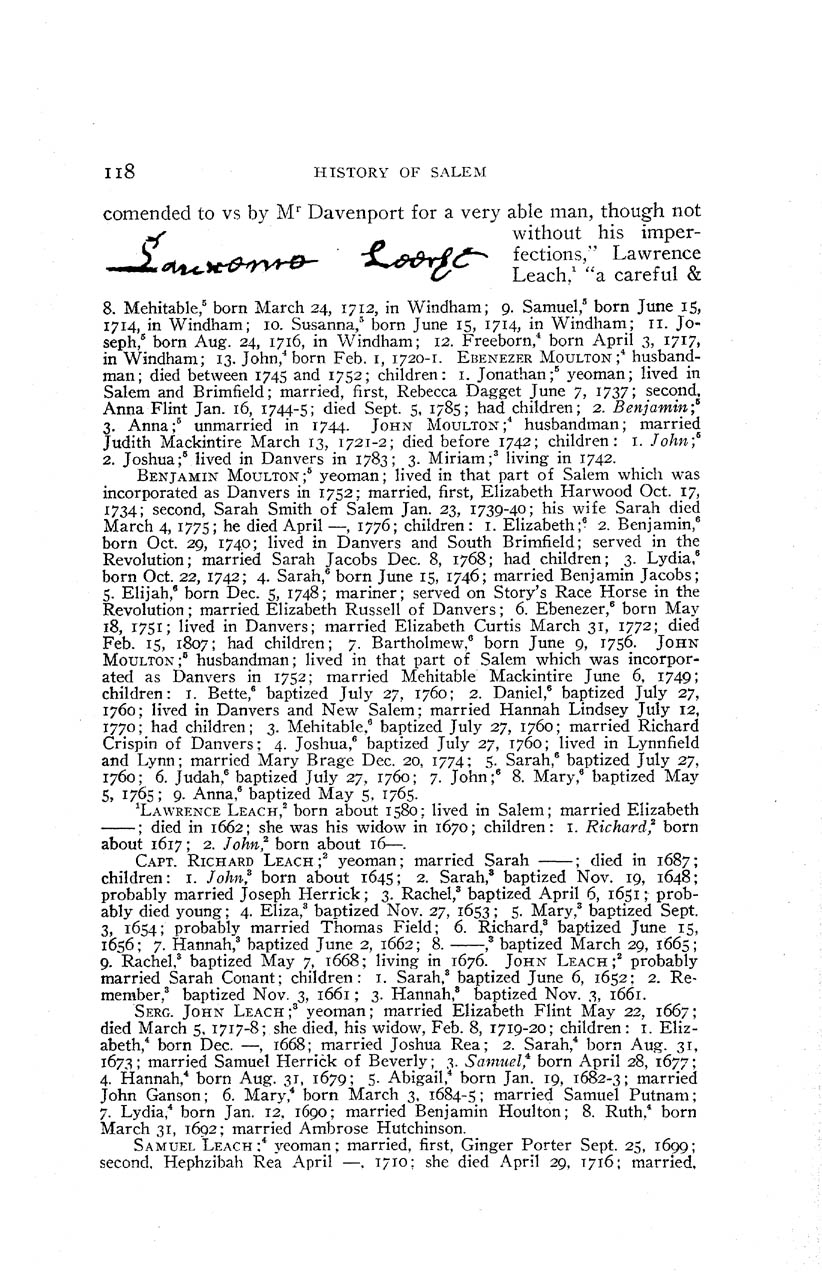 118 HISTORY OF SALEM
comended to vs by Mʳ Davenport for a very able man, though not
without his imper-
fections,” Lawrence
Leach,¹ “a careful &
8. Mehitable,⁵ born March 24, 1712, in Windham; 9. Samuel,⁵ born June 15,
1714, in Windham; 10. Susanna,⁵ born June 15, 1714, in Windham; 11. Jo-
seph,⁵ born Aug. 24, 1716, in Windham; 12. Freeborn,⁴ born April 3, 1717,
in Windham; 13. John,⁴ born Feb. 1, 1720-1. EBENEZER MOULTON;⁴ husband-
man; died between 1745 and 1752; children: 1. Jonathan;⁵ yeoman; lived in
Salem and Brimfield; married, first, Rebecca Dagget June 7, 1737; second,
Anna Flint Jan. 16, 1744-5; died Sept. 5, 1785; had children; 2. Benjamin;⁵
3. Anna;⁵ unmarried in 1744. JOHN MOULTON;⁴ husbandman; married
Judith Mackintire March 13, 1721-2; died before 1742; children: 1. John;⁵
2. Joshua;⁵ lived in Danvers in 1783; 3. Miriam;³ living in 1742.
BENJAMIN MOULTON;⁵ yeoman; lived in that part of Salem which was
incorporated as Danvers in 1752; married, first, Elizabeth Harwood Oct. 17,
1734; second, Sarah Smith of Salem Jan. 23, 1739-40; his wife Sarah died
March 4, 1775; he died April —, 1776; children: 1. Elizabeth;⁶ 2. Benjamin,⁶
born Oct. 29, 1740; lived in Danvers and South Brimfield; served in the
Revolution; married Sarah Jacobs Dec. 8, 1768; had children; 3. Lydia,⁶
born Oct. 22, 1742; 4. Sarah,⁶ born June 15, 1746; married Benjamin Jacobs;
5. Elijah,⁶ born Dec. 5, 1748; mariner; served on Story’s Race Horse in the
Revolution; married Elizabeth Russell of Danvers; 6. Ebenezer,⁶ born May
18, 1751; lived in Danvers; married Elizabeth Curtis March 31, 1772; died
Feb. 15, 1807; had children; 7. Bartholmew,⁶ born June 9, 1756. JOHN
MOULTON;⁵ husbandman; lived in that part of Salem which was incorpor-
ated as Danvers in 1752; married Mehitable Mackintire June 6, 1749;
children: 1. Bette,⁶ baptized July 27, 1760; 2. Daniel,⁶ baptized July 27,
1760; lived in Danvers and New Salem; married Hannah Lindsey July 12,
1770; had children; 3. Mehitable,⁶ baptized July 27, 1760; married Richard
Crispin of Danvers; 4. Joshua,⁶ baptized July 27, 1760; lived in Lynnfield
and Lynn; married Mary Brage Dec. 20, 1774; 5. Sarah,⁶ baptized July 27,
1760; 6. Judah,⁶ baptized July 27, 1760; 7. John;⁶ 8. Mary,⁶ baptized May
5, 1765; 9. Anna,⁶ baptized May 5, 1765.
¹LAWRENCE LEACH,² born about 1580; lived in Salem; married Elizabeth
——; died in 1662; she was his widow in 1670; children: 1. Richard,² born
about 1617; 2. John,² born about 16—.
CAPT. RICHARD LEACH;² yeoman; married Sarah ——; died in 1687;
children: 1. John,³ born about 1645; 2. Sarah,³ baptized Nov. 19, 1648;
probably married Joseph Herrick; 3. Rachel,³ baptized April 6, 1651; prob-
ably died young; 4. Eliza,³ baptized Nov. 27, 1653; 5. Mary,³ baptized Sept.
3, 1654; probably married Thomas Field; 6. Richard,³ baptized June 15,
1656; 7. Hannah,³ baptized June 2, 1662; 8. ——,³ baptized March 29, 1665;
9. Rachel,³ baptized May 7, 1668; living in 1676. JOHN LEACH;² probably
married Sarah Conant; children: 1. Sarah,³ baptized June 6, 1652; 2. Re-
member,³ baptized Nov. 3, 1661; 3. Hannah,³ baptized Nov. 3, 1661.
SERG. JOHN LEACH;³ yeoman; married Elizabeth Flint May 22, 1667;
died March 5, 1717-8; she died, his widow, Feb. 8, 1719-20; children: 1. Eliz-
abeth,⁴ born Dec. —, 1668; married Joshua Rea; 2. Sarah,⁴ born Aug. 31,
1673; married Samuel Herrick of Beverly; 3. Samuel,⁴ born April 28, 1677;
4. Hannah,⁴ born Aug. 31, 1679; 5. Abigail,⁴ born Jan. 19, 1682-3; married
John Ganson; 6. Mary,⁴ born March 3, 1684-5; married Samuel Putnam;
7. Lydia,⁴ born Jan. 12, 1690; married Benjamin Houlton; 8. Ruth,⁴ born
March 31, 1692; married Ambrose Hutchinson.
SAMUEL LEACH;⁴ yeoman; married, first, Ginger Porter Sept. 25, 1699;
second, Hephzibah Rea April —, 1710; she died April 29, 1716; married,